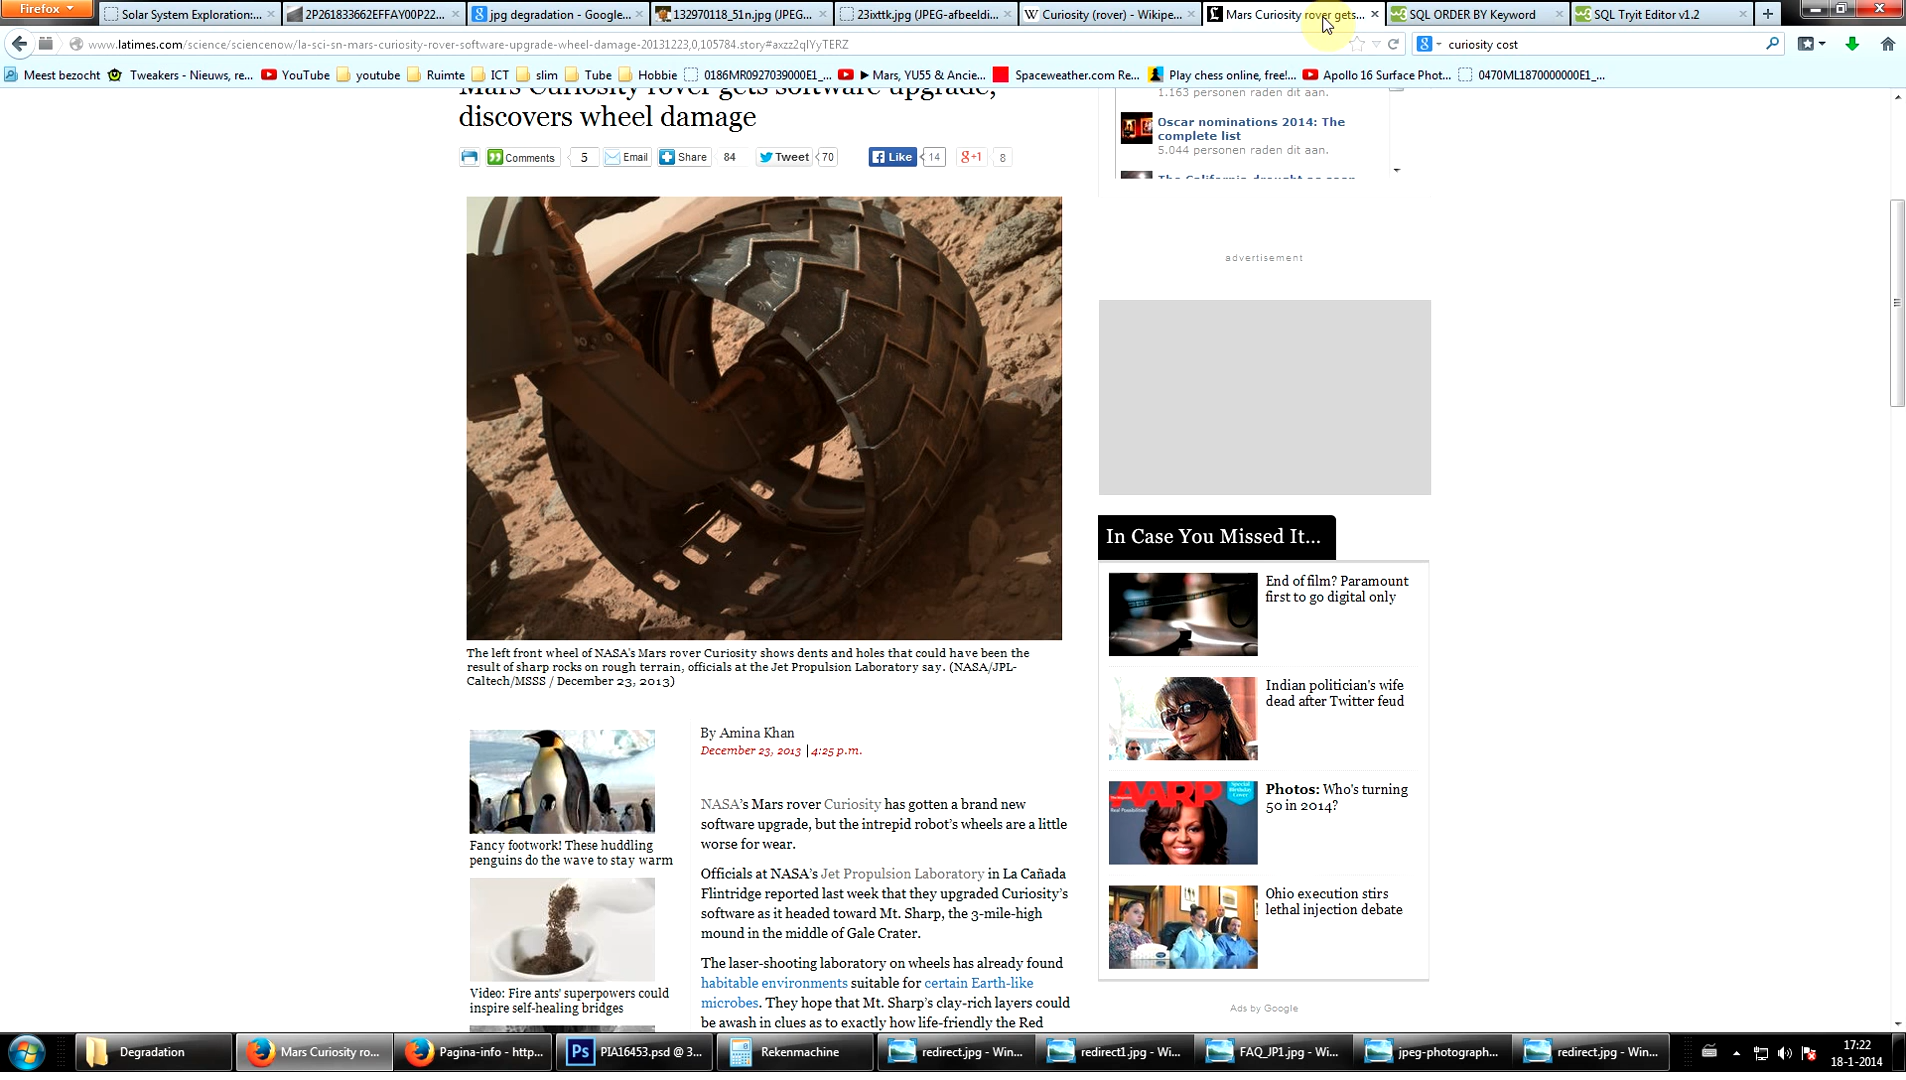 Firefox
Solar System Exploration:...
2P261833662EFFAY00P22...
jpg degradation - Google...
132970118_51n.jpg (JPEG...
23ixttk.jpg (JPEG-afbeeldi...
Curiosity (rover) - Wikipe...
Mars Curiosity rover gets...
SQL ORDER BY Keyword
SQL Tryit Editor v1.2
www.latimes.com/science/sciencenow/la-sci-sn-mars-curiosity-rover-software-upgrade-wheel-damage-20131223,0,105784.story#axzz2qIYyTERZ
curiosity cost
Meest bezocht
Tweakers - Nieuws, re...
YouTube
youtube
Ruimte
ICT
slim
Tube
Hobbie
0186MR0927039000E1_...
Mars, YU55 & Ancie...
Spaceweather.com Re...
Play chess online, free!...
Apollo 16 Surface Phot...
0470ML1870000000E1_...
Mars Curiosity rover gets software upgrade,
discovers wheel damage
Comments 5 Email Share 84 Tweet 70 Like 14 +1 8
The left front wheel of NASA's Mars rover Curiosity shows dents and holes that could have been the
result of sharp rocks on rough terrain, officials at the Jet Propulsion Laboratory say. (NASA/JPL-
Caltech/MSSS / December 23, 2013)
Fancy footwork! These huddling
penguins do the wave to stay warm
Video: Fire ants' superpowers could
inspire self-healing bridges
By Amina Khan
December 23, 2013 | 4:25 p.m.
NASA's Mars rover Curiosity has gotten a brand new
software upgrade, but the intrepid robot's wheels are a little
worse for wear.
Officials at NASA's Jet Propulsion Laboratory in La Cañada
Flintridge reported last week that they upgraded Curiosity's
software as it headed toward Mt. Sharp, the 3-mile-high
mound in the middle of Gale Crater.
The laser-shooting laboratory on wheels has already found
habitable environments suitable for certain Earth-like
microbes. They hope that Mt. Sharp's clay-rich layers could
be awash in clues as to exactly how life-friendly the Red
1.163 personen raden dit aan.
Oscar nominations 2014: The
complete list
5.044 personen raden dit aan.
The California drought as seen
advertisement
In Case You Missed It...
End of film? Paramount
first to go digital only
Indian politician's wife
dead after Twitter feud
AARP
Photos: Who's turning
50 in 2014?
Ohio execution stirs
lethal injection debate
Ads by Google
Degradation
Mars Curiosity ro...
Pagina-info - http...
PIA16453.psd @ 3...
Rekenmachine
redirect.jpg - Win...
redirect1.jpg - Wi...
FAQ_JP1.jpg - Wi...
jpeg-photograph...
redirect.jpg - Win...
17:22
18-1-2014